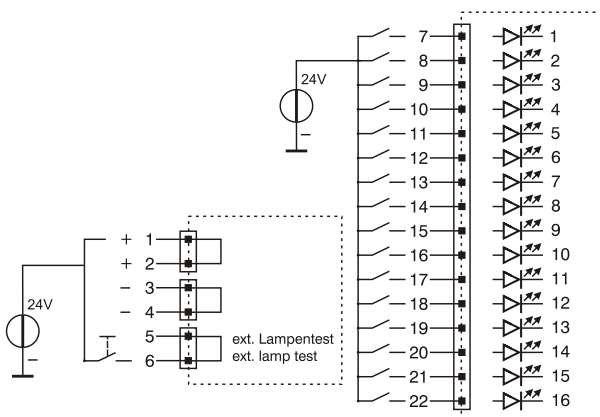 7 1
24V 8 2
9 3
10 4
− 11 5
12 6
13 7
14 8
15 9
+ 1 16 10
+ 2 17 11
24V − 3 18 12
− 4 19 13
5 ext. Lampentest 20 14
− 6 ext. lamp test 21 15
22 16